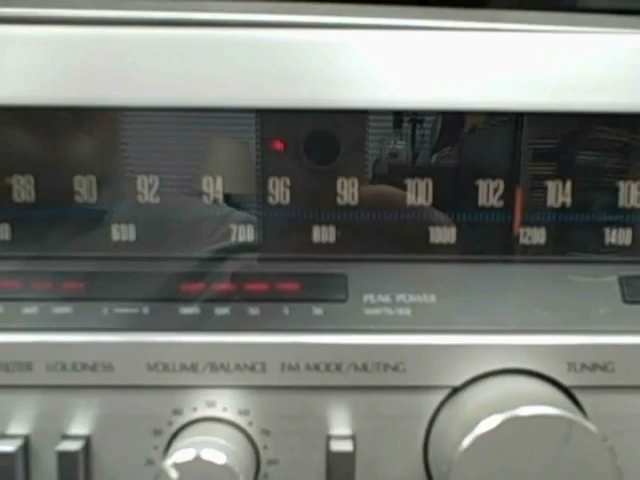 88 90 92 94 96 98 100 102 104 106
600 700 800 1000 1200 1400
PEAK POWER
LOUDNESS VOLUME/BALANCE FM MODE/MUTING TUNING